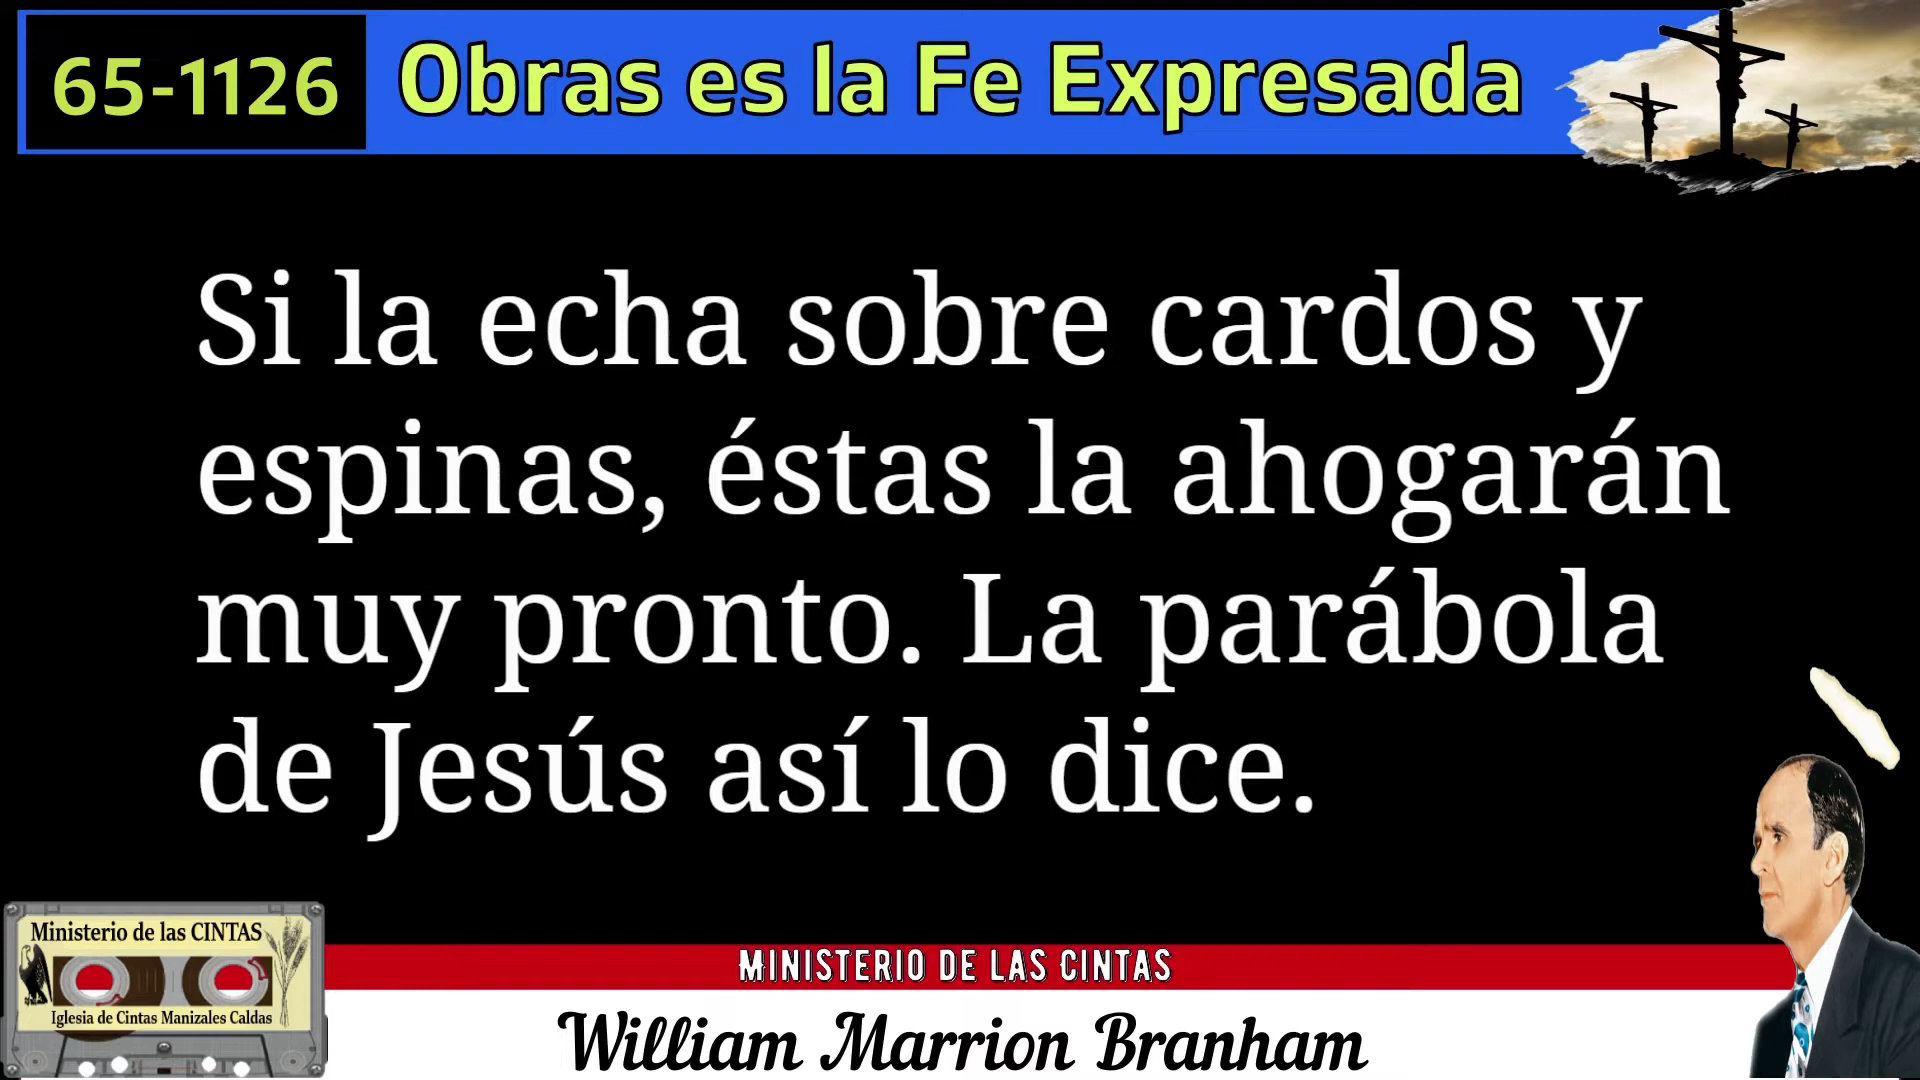 65-1126
Obras es la Fe Expresada
Si la echa sobre cardos y
espinas, éstas la ahogarán
muy pronto. La parábola
de Jesús así lo dice.
Ministerio de las CINTAS
Iglesia de Cintas Manizales Caldas
MINISTERIO DE LAS CINTAS
William Marrion Branham